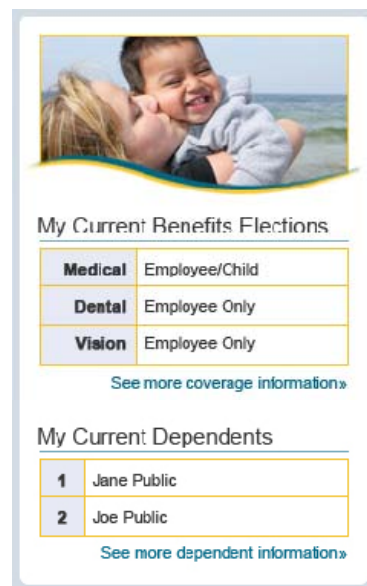 My Current Benefits Elections
Medical Employee/Child
Dental Employee Only
Vision Employee Only
See more coverage information»
My Current Dependents
1 Jane Public
2 Joe Public
See more dependent information»